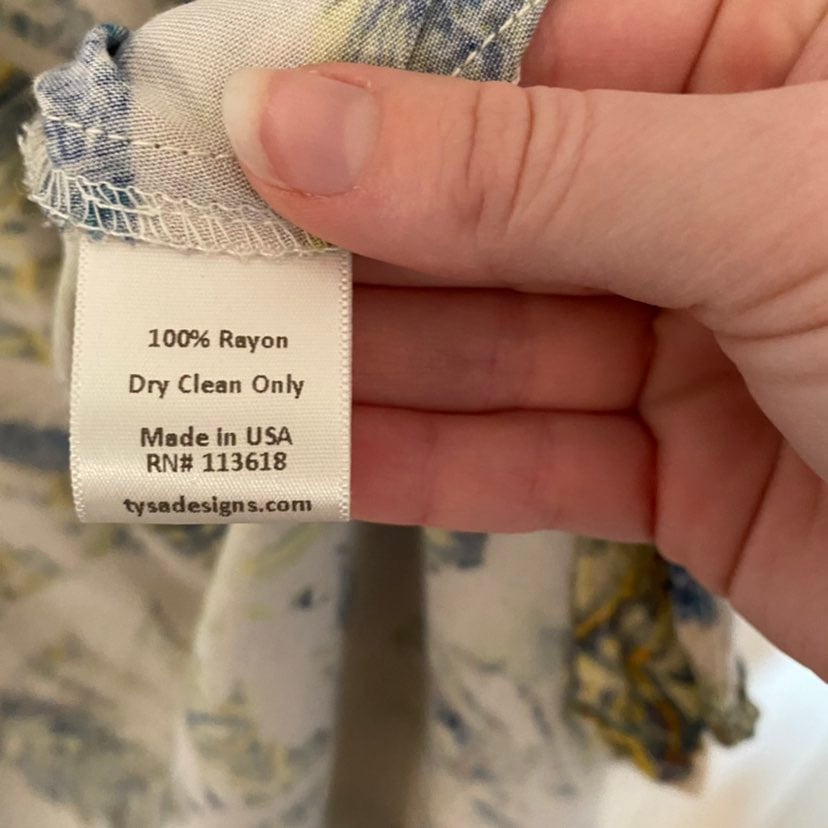 100% Rayon
Dry Clean Only
Made in USA
RN# 113618
tysadesigns.com